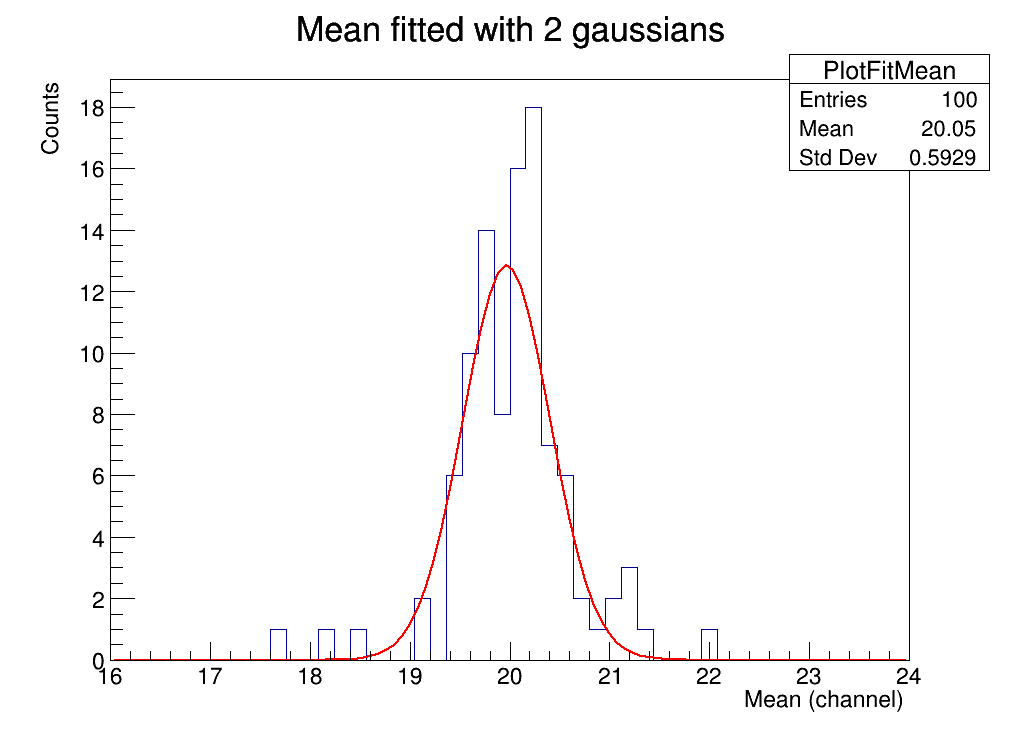 Mean fitted with 2 gaussians
PlotFitMean
Entries 100
Mean 20.05
Std Dev 0.5929
Counts
18
16
14
12
10
8
6
4
2
0
16 17 18 19 20 21 22 23 24
Mean (channel)